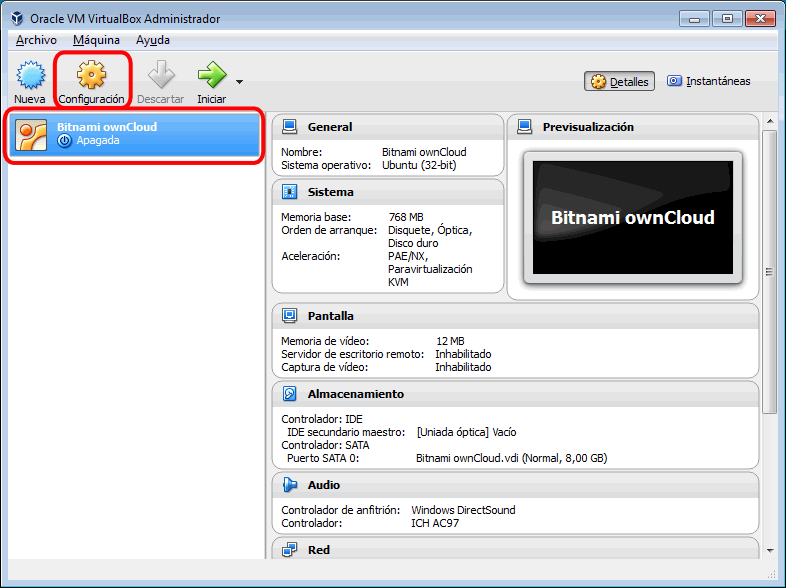 Oracle VM VirtualBox Administrador
Archivo Máquina Ayuda
Nueva Configuración Descartar Iniciar
Detalles Instantáneas
Bitnami ownCloud
Apagada
General
Nombre: Bitnami ownCloud
Sistema operativo: Ubuntu (32-bit)
Previsualización
Bitnami ownCloud
Sistema
Memoria base: 768 MB
Orden de arranque: Disquete, Óptica,
Disco duro
Aceleración: PAE/NX,
Paravirtualización
KVM
Pantalla
Memoria de vídeo: 12 MB
Servidor de escritorio remoto: Inhabilitado
Captura de vídeo: Inhabilitado
Almacenamiento
Controlador: IDE
IDE secundario maestro: [Uniada óptica] Vacío
Controlador: SATA
Puerto SATA 0: Bitnami ownCloud.vdi (Normal, 8,00 GB)
Audio
Controlador de anfitrión: Windows DirectSound
Controlador: ICH AC97
Red